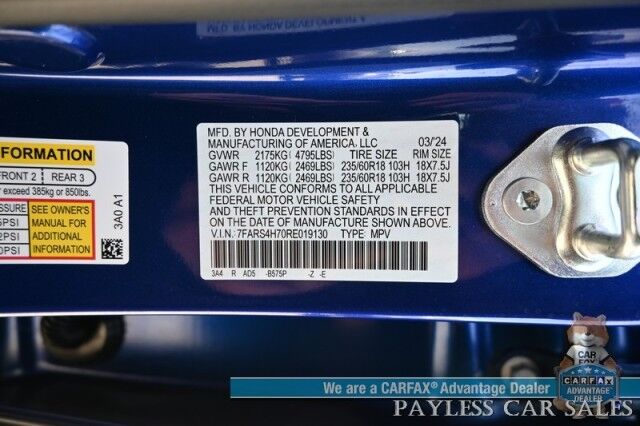 MFD. BY HONDA DEVELOPMENT &
MANUFACTURING OF AMERICA, LLC 03/24
GVWR 2175KG( 4795LBS) TIRE SIZE RIM SIZE
GAWR F 1120KG( 2469LBS) 235/60R18 103H 18X7.5J
GAWR R 1120KG( 2469LBS) 235/60R18 103H 18X7.5J
THIS VEHICLE CONFORMS TO ALL APPLICABLE
FEDERAL MOTOR VEHICLE SAFETY
AND THEFT PREVENTION STANDARDS IN EFFECT
ON THE DATE OF MANUFACTURE SHOWN ABOVE.
V.I.N. 7FARS4H70RE019130 TYPE: MPV
3A4 R AD5 -B575P -Z -E
FORMATION
FRONT 2 REAR 3
exceed 385kg or 850lbs.
SEE OWNER'S
MANUAL FOR
ADDITIONAL
INFORMATION
3A0 A1
We are a CARFAX® Advantage Dealer
CAR
FOX
CARFAX
ADVANTAGE
DEALER
PAYLESS CAR SALES